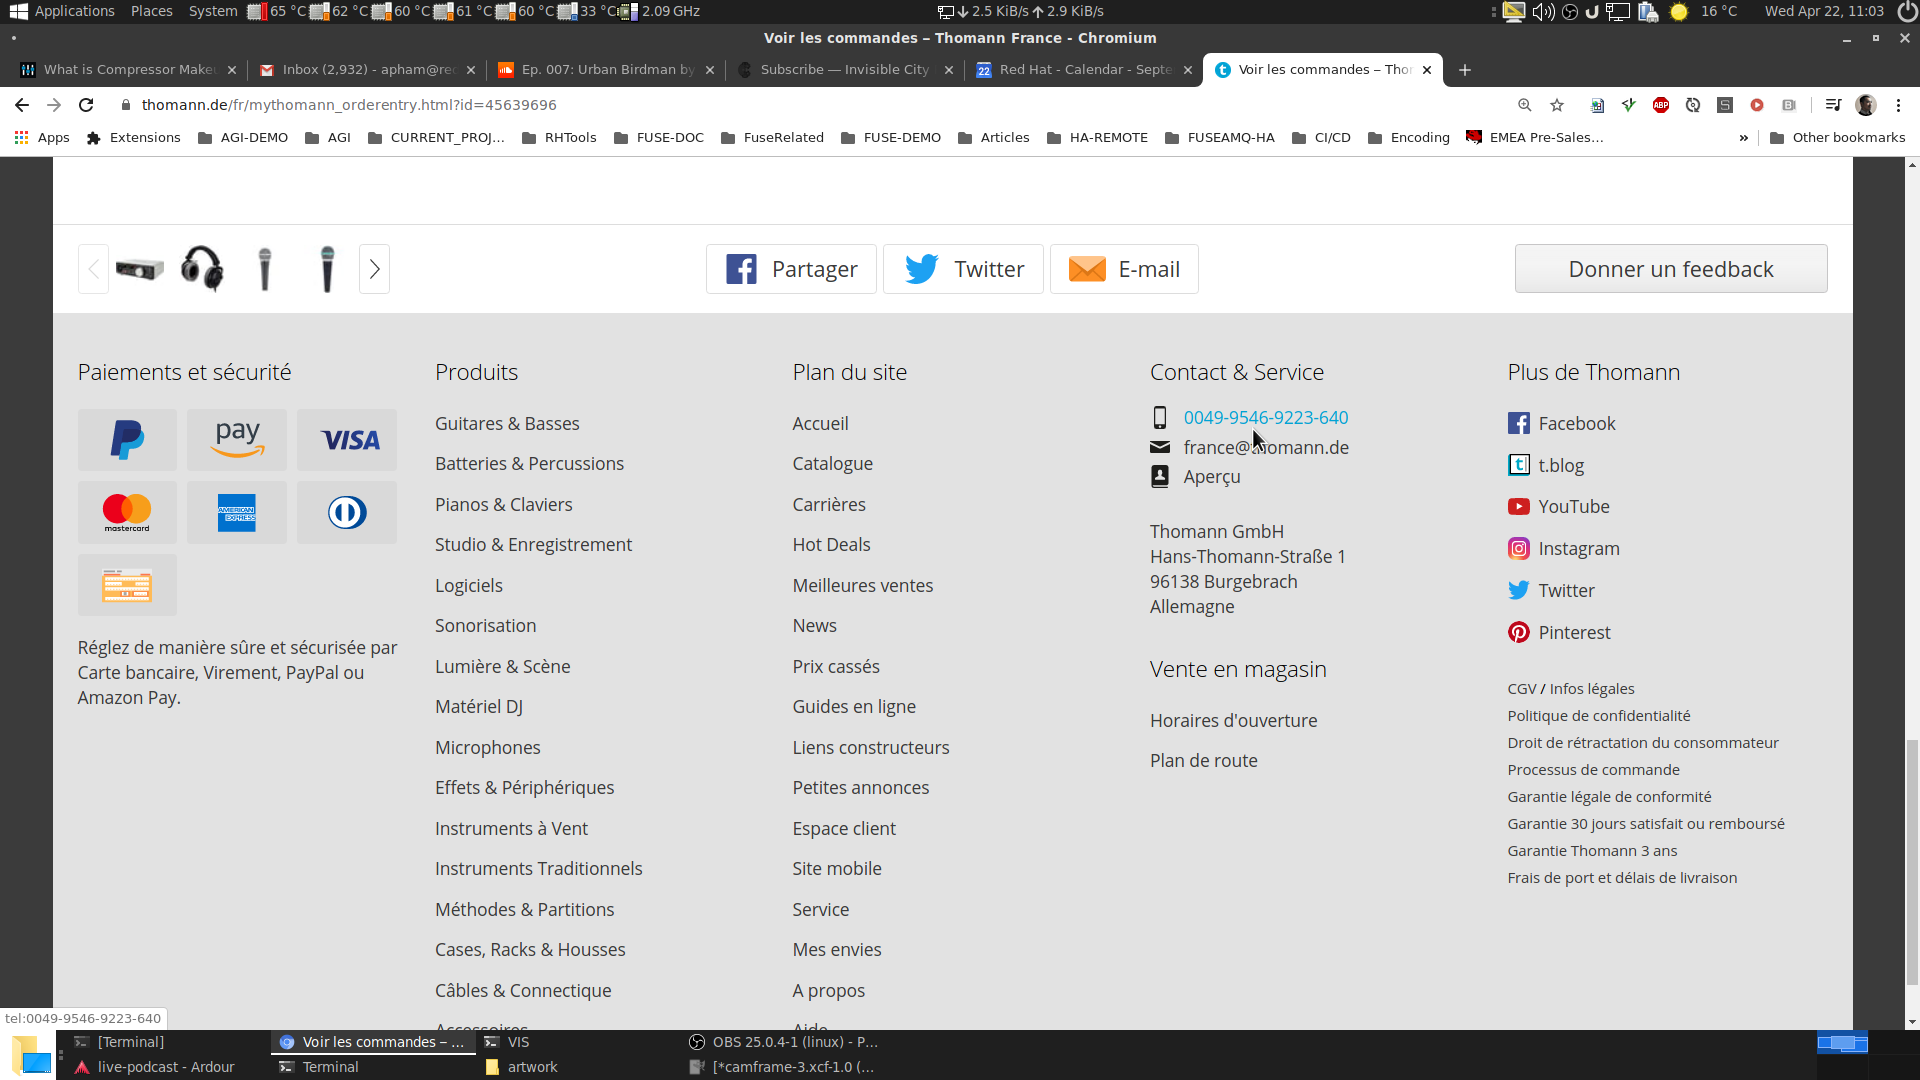 Applications Places System 65 °C 62 °C 60 °C 61 °C 60 °C 33 °C 2.09 GHz 2.5 KiB/s 2.9 KiB/s 16 °C Wed Apr 22, 11:03
Voir les commandes – Thomann France - Chromium
What is Compressor Make Inbox (2,932) - apham@re Ep. 007: Urban Birdman by Subscribe — Invisible City Red Hat - Calendar - Septe Voir les commandes – Tho
thomann.de/fr/mythomann_orderentry.html?id=45639696
Apps Extensions AGI-DEMO AGI CURRENT_PROJ... RHTools FUSE-DOC FuseRelated FUSE-DEMO Articles HA-REMOTE FUSEAMQ-HA CI/CD Encoding EMEA Pre-Sales... » Other bookmarks
Partager Twitter E-mail Donner un feedback
Paiements et sécurité
pay VISA
mastercard AMERICAN EXPRESS
Réglez de manière sûre et sécurisée par
Carte bancaire, Virement, PayPal ou
Amazon Pay.
Produits
Guitares & Basses
Batteries & Percussions
Pianos & Claviers
Studio & Enregistrement
Logiciels
Sonorisation
Lumière & Scène
Matériel DJ
Microphones
Effets & Périphériques
Instruments à Vent
Instruments Traditionnels
Méthodes & Partitions
Cases, Racks & Housses
Câbles & Connectique
Accessoires
Plan du site
Accueil
Catalogue
Carrières
Hot Deals
Meilleures ventes
News
Prix cassés
Guides en ligne
Liens constructeurs
Petites annonces
Espace client
Site mobile
Service
Mes envies
A propos
Aide
Contact & Service
0049-9546-9223-640
france@thomann.de
Aperçu
Thomann GmbH
Hans-Thomann-Straße 1
96138 Burgebrach
Allemagne
Vente en magasin
Horaires d'ouverture
Plan de route
Plus de Thomann
Facebook
t.blog
YouTube
Instagram
Twitter
Pinterest
CGV / Infos légales
Politique de confidentialité
Droit de rétractation du consommateur
Processus de commande
Garantie légale de conformité
Garantie 30 jours satisfait ou remboursé
Garantie Thomann 3 ans
Frais de port et délais de livraison
tel:0049-9546-9223-640
[Terminal] Voir les commandes – ... VIS OBS 25.0.4-1 (linux) - P...
live-podcast - Ardour Terminal artwork [*camframe-3.xcf-1.0 (...